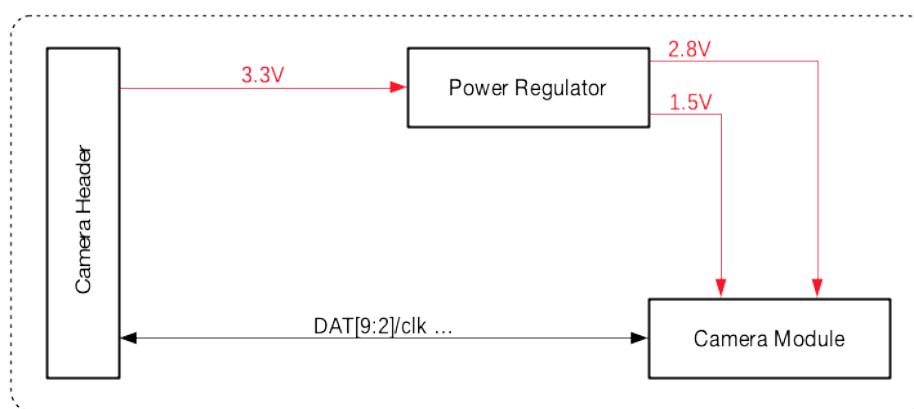 3.3V
Power Regulator
2.8V
1.5V
Camera Header
DAT[9:2]/clk ...
Camera Module